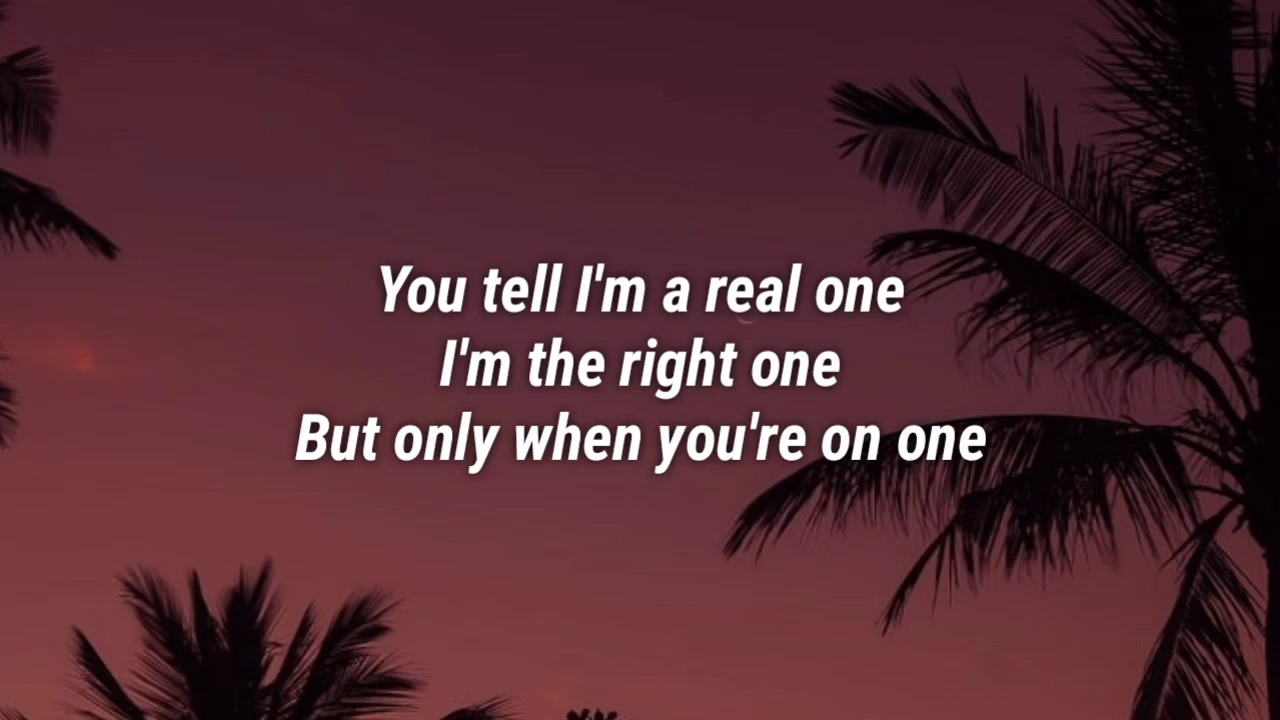 You tell I'm a real one
I'm the right one
But only when you're on one